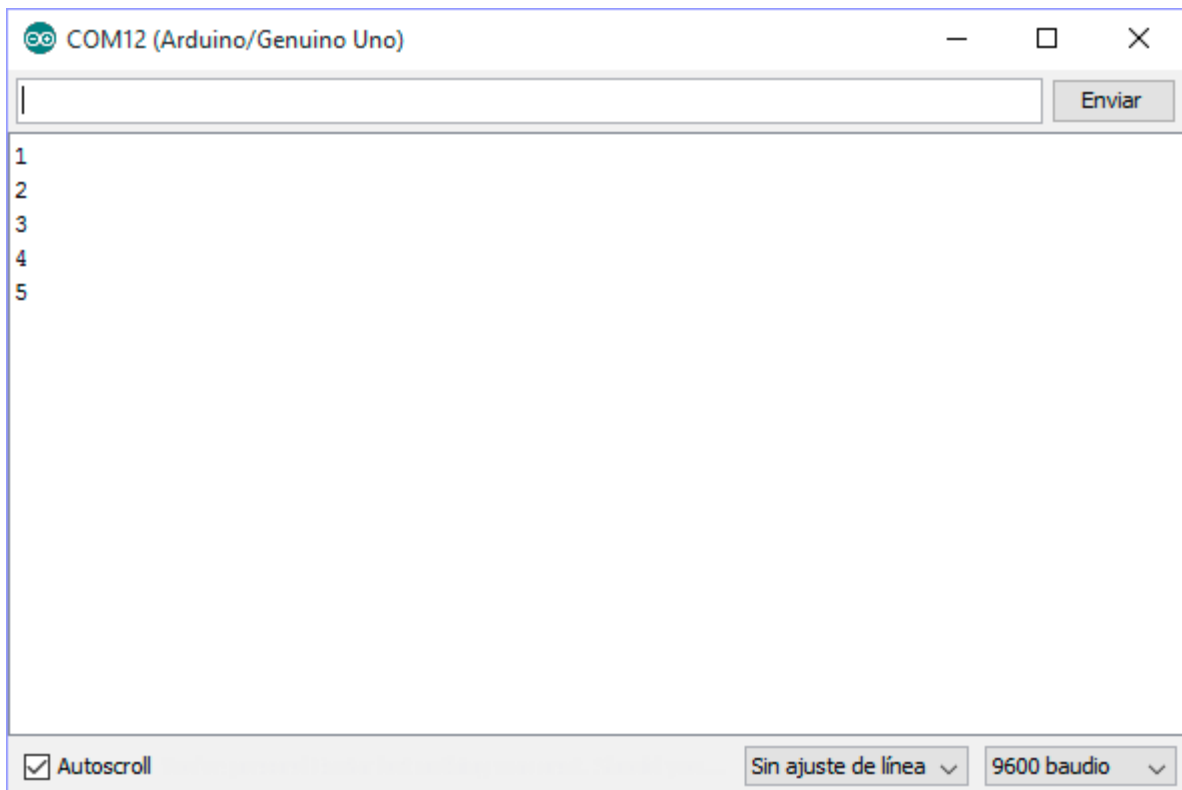 COM12 (Arduino/Genuino Uno)
Enviar
1
2
3
4
5
Autoscroll
Sin ajuste de línea
9600 baudio